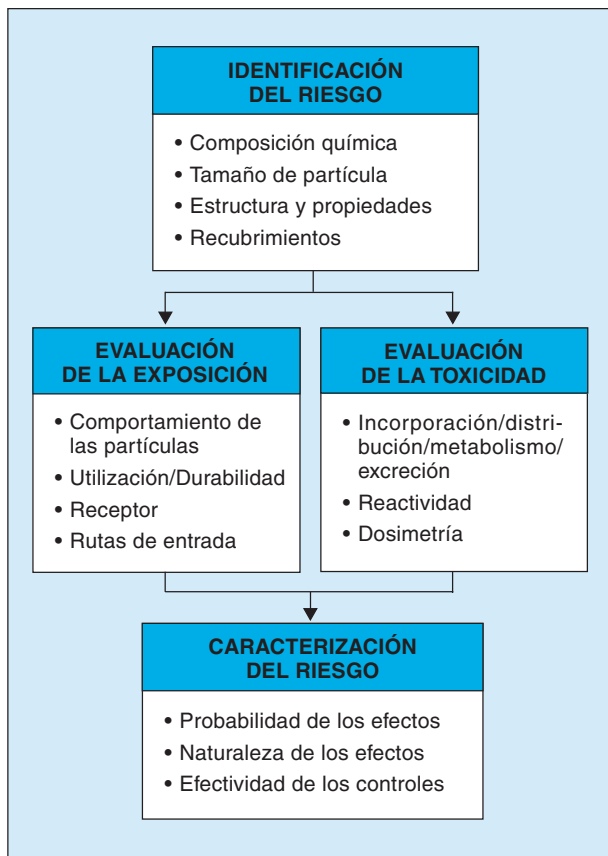 IDENTIFICACIÓN
DEL RIESGO
• Composición química
• Tamaño de partícula
• Estructura y propiedades
• Recubrimientos
EVALUACIÓN
DE LA EXPOSICIÓN
• Comportamiento de
las partículas
• Utilización/Durabilidad
• Receptor
• Rutas de entrada
EVALUACIÓN
DE LA TOXICIDAD
• Incorporación/distri-
bución/metabolismo/
excreción
• Reactividad
• Dosimetría
CARACTERIZACIÓN
DEL RIESGO
• Probabilidad de los efectos
• Naturaleza de los efectos
• Efectividad de los controles